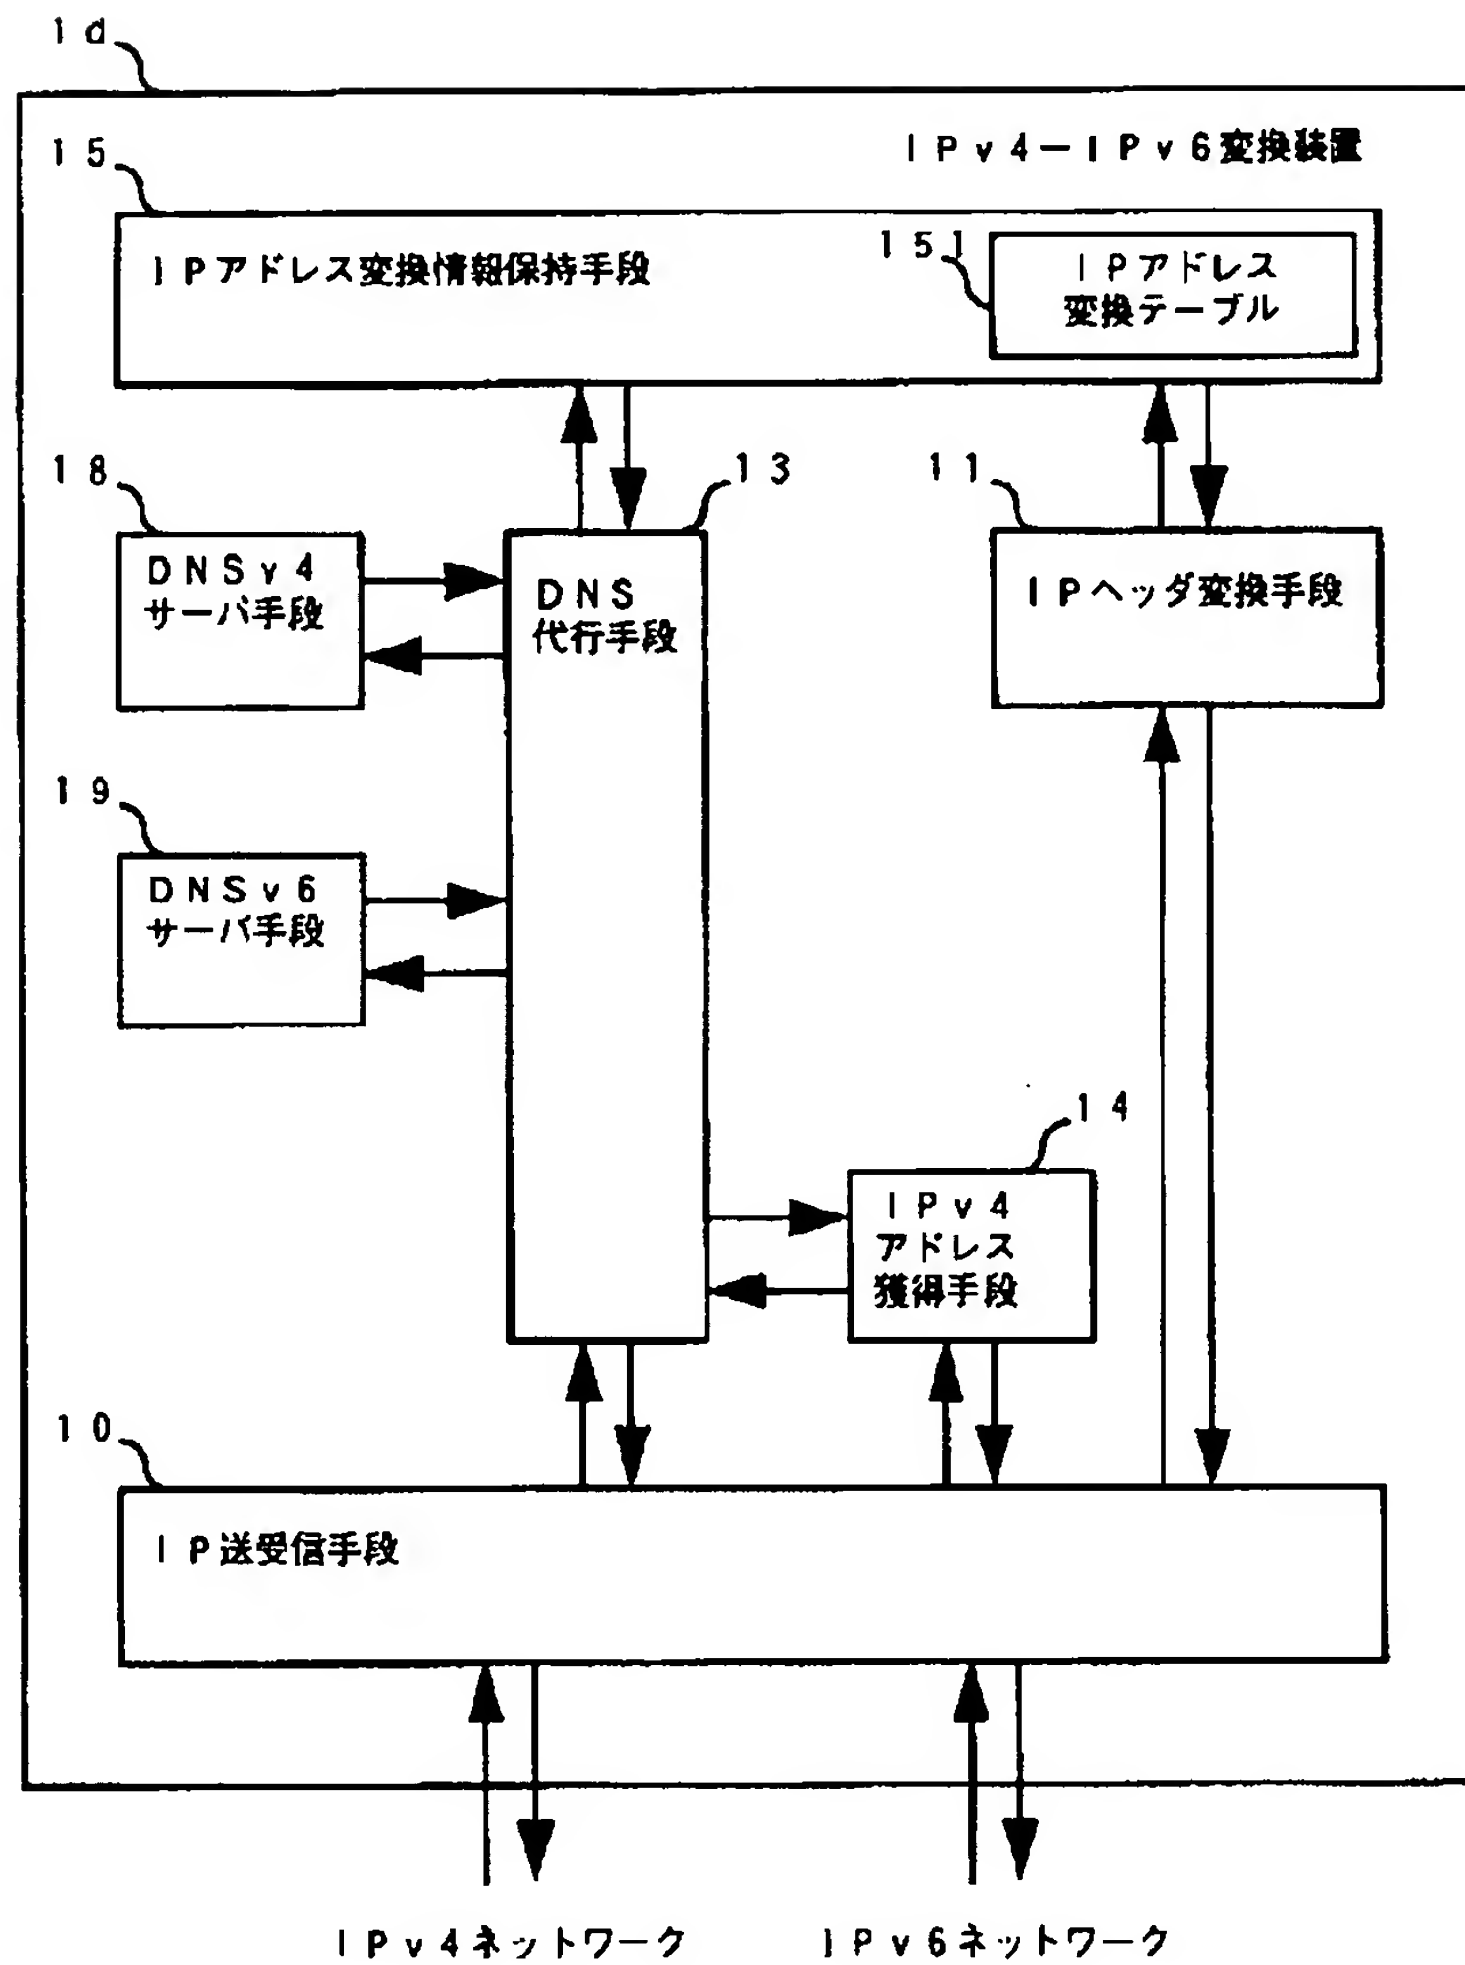 1d
IPv4－IPv6変換装置
15
IPアドレス変換情報保持手段
151
IPアドレス
変換テーブル
18
13
11
DNSv4
サーバ手段
DNS
代行手段
IPヘッダ変換手段
19
DNSv6
サーバ手段
14
IPv4
アドレス
獲得手段
10
IP送受信手段
IPv4ネットワーク
IPv6ネットワーク